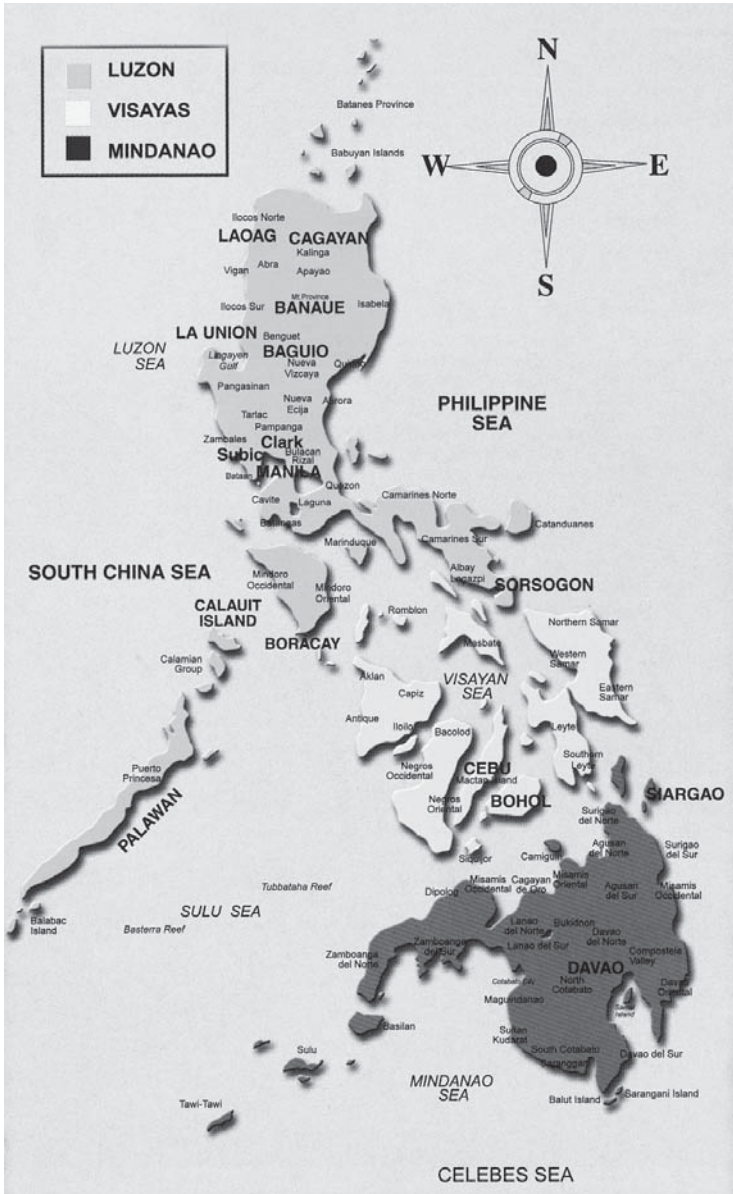 LUZON
VISAYAS
MINDANAO
N
W
E
S
Batanes Province
Babuyan Islands
Ilocos Norte
LAOAG
CAGAYAN
Kalinga
Abra
Vigan
Apayao
Mt Province
Ilocos Sur
BANAUE
Isabela
LA UNION
Benguet
LUZON
SEA
Lingayen
Gulf
BAGUIO
Nueva
Vizcaya
Quirino
Pangasinan
Nueva
Ecija
Aurora
PHILIPPINE
SEA
Tarlac
Pampanga
Zambales
Clark
Subic
Bulacan
Rizal
Bataan
MANILA
Quezon
Cavite
Laguna
Camarines Norte
Batangas
Catanduanes
Marinduque
Camarines Sur
SOUTH CHINA SEA
Mindoro
Occidental
Mindoro
Oriental
Albay
Legazpi
SORSOGON
CALAUIT
ISLAND
Romblon
BORACAY
Masbate
Northern Samar
Calamian
Group
Aklan
VISAYAN
SEA
Western
Samar
Capiz
Eastern
Samar
Antique
Iloilo
Bacolod
Leyte
Puerto
Princesa
Negros
Occidental
CEBU
Mactan Island
Southern
Leyte
PALAWAN
Negros
Oriental
BOHOL
SIARGAO
Surigao
del Norte
Siquijor
Camiguin
Agusan
del Norte
Surigao
del Sur
Tubbataha Reef
Dipolog
Misamis
Occidental
Cagayan
de Oro
Misamis
Oriental
Agusan
del Sur
Misamis
Occidental
Balabac
Island
SULU SEA
Basterra Reef
Lanao
del Norte
Bukidnon
Davao
del Norte
Zamboanga
del Norte
Zamboanga
del Sur
Lanao del Sur
Compostela
Valley
DAVAO
Cotabato City
North
Cotabato
Davao
Oriental
Maguindanao
Samal
Island
Basilan
Sultan
Kudarat
Sulu
South Cotabato
Saranggani
Davao del Sur
MINDANAO
SEA
Balut Island
Sarangani Island
Tawi-Tawi
CELEBES SEA